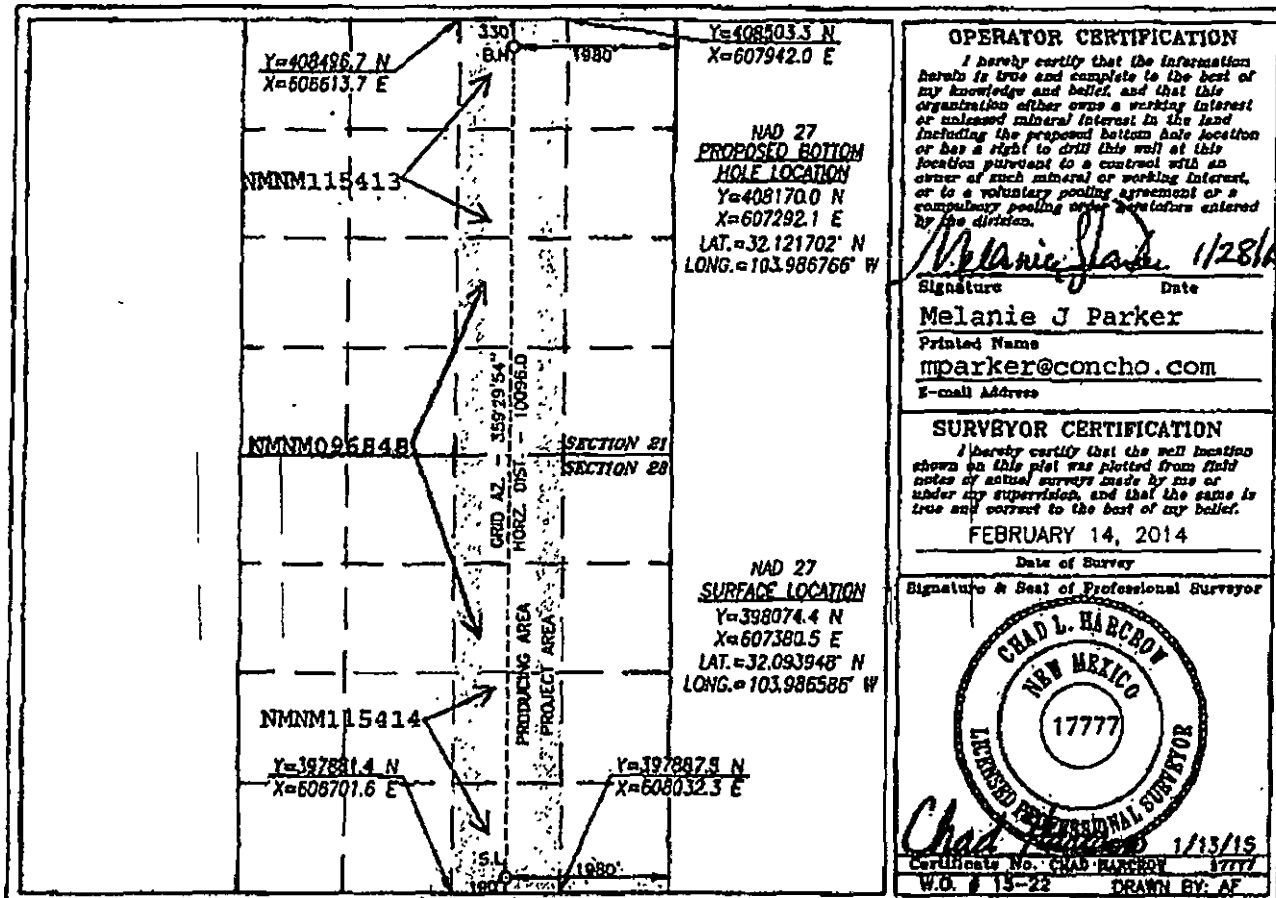 Y=408496.7 N
X=606613.7 E
330'
B.H.
1980'
Y=408503.3 N
X=607942.0 E
NMNM115413
NAD 27
PROPOSED BOTTOM
HOLE LOCATION
Y=408170.0 N
X=607292.1 E
LAT.=32.121702° N
LONG.=103.986766° W
NMNM096848
GRID AZ. - 359°29'54"
HORZ. DIST. - 10096.0
SECTION 21
SECTION 28
NAD 27
SURFACE LOCATION
Y=398074.4 N
X=607380.5 E
LAT.=32.093948° N
LONG.=103.986586° W
PRODUCING AREA
PROJECT AREA
NMNM115414
Y=397881.4 N
X=606701.6 E
Y=397887.9 N
X=608032.3 E
S.L.
190'
1980'
OPERATOR CERTIFICATION
I hereby certify that the information
herein is true and complete to the best of
my knowledge and belief, and that this
organization either owns a working interest
or unleased mineral interest in the land
including the proposed bottom hole location
or has a right to drill this well at this
location pursuant to a contract with an
owner of such mineral or working interest,
or to a voluntary pooling agreement or a
compulsory pooling order heretofore entered
by the division.
Melanie Parker 1/28/
Signature Date
Melanie J Parker
Printed Name
mparker@concho.com
E-mail Address
SURVEYOR CERTIFICATION
I hereby certify that the well location
shown on this plat was plotted from field
notes of actual surveys made by me or
under my supervision, and that the same is
true and correct to the best of my belief.
FEBRUARY 14, 2014
Date of Survey
Signature & Seal of Professional Surveyor
CHAD L. HARCROW
NEW MEXICO
17777
LICENSED PROFESSIONAL SURVEYOR
Chad Harcrow 1/13/15
Certificate No. CHAD HARCROW 17777
W.O. # 15-22 DRAWN BY: AF